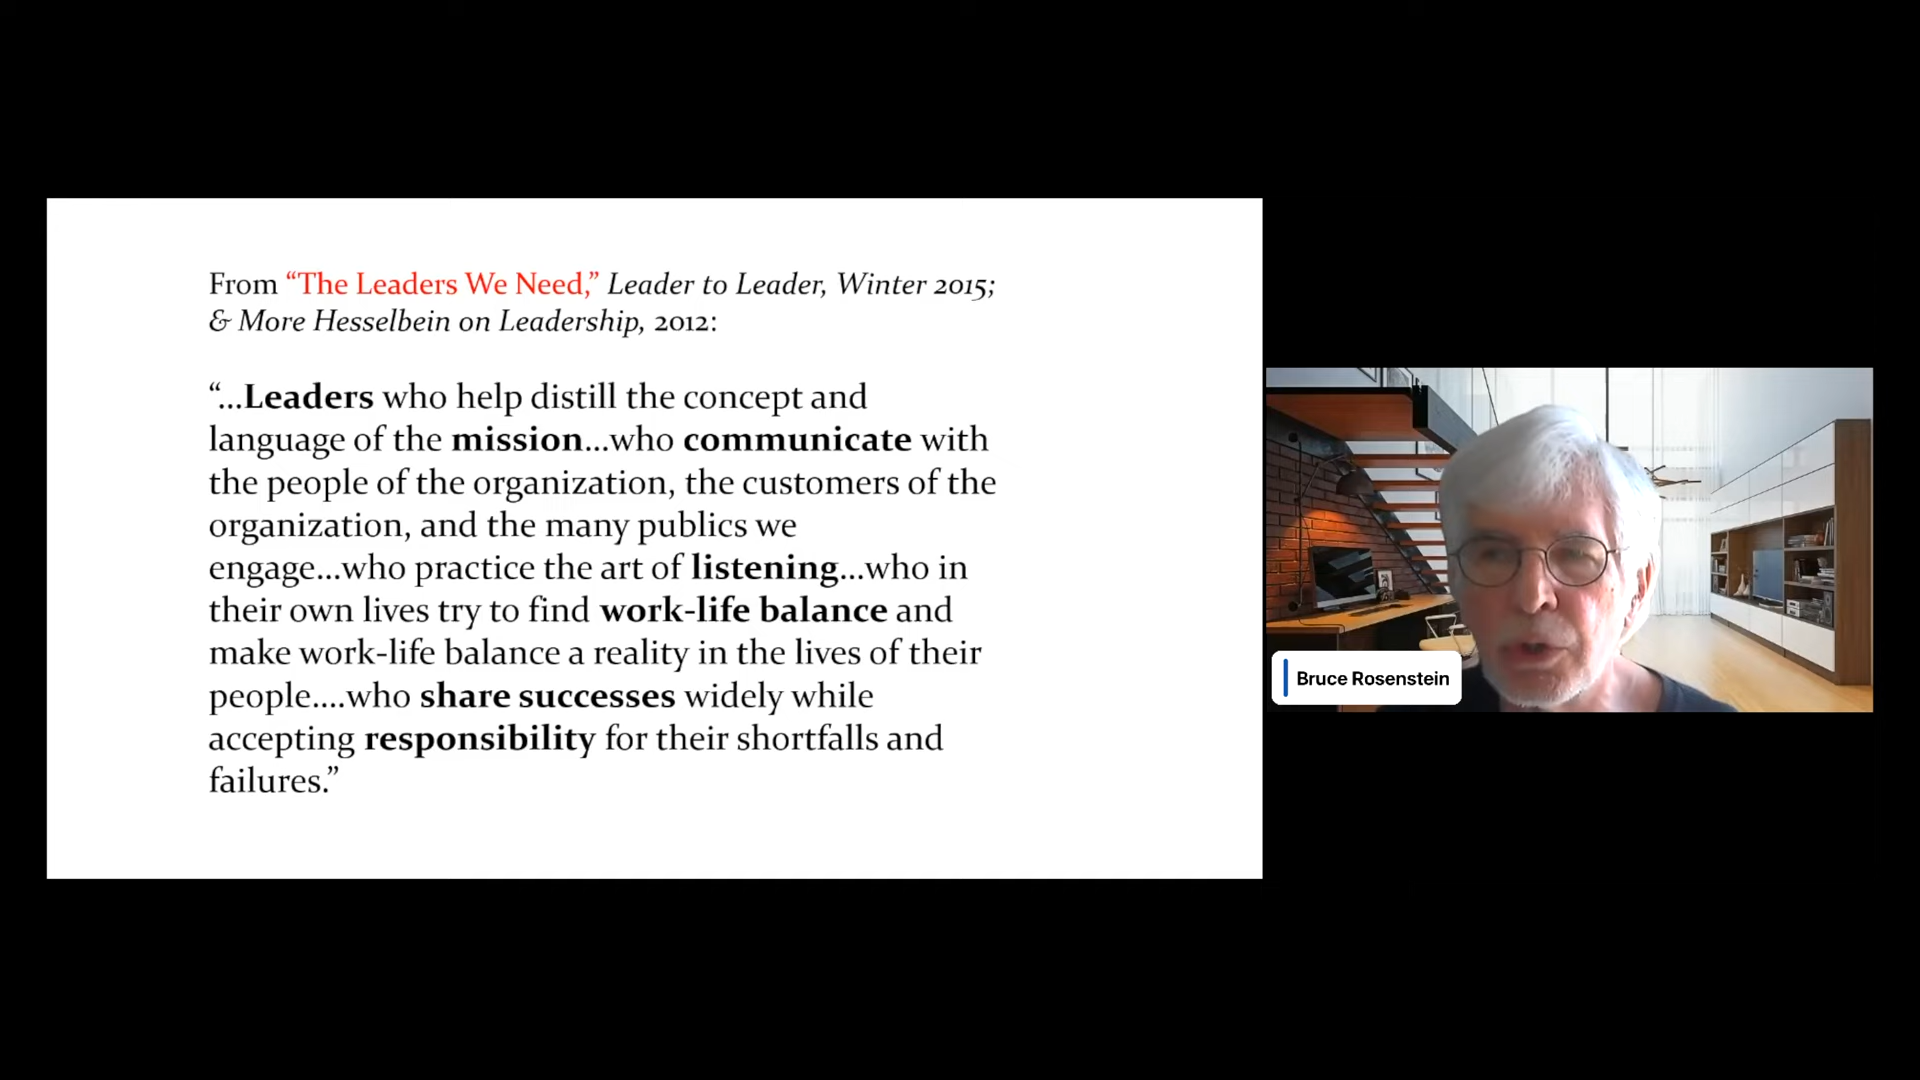 From “The Leaders We Need,” Leader to Leader, Winter 2015;
& More Hesselbein on Leadership, 2012:
“…Leaders who help distill the concept and
language of the mission…who communicate with
the people of the organization, the customers of the
organization, and the many publics we
engage…who practice the art of listening…who in
their own lives try to find work-life balance and
make work-life balance a reality in the lives of their
people….who share successes widely while
accepting responsibility for their shortfalls and
failures.”
Bruce Rosenstein